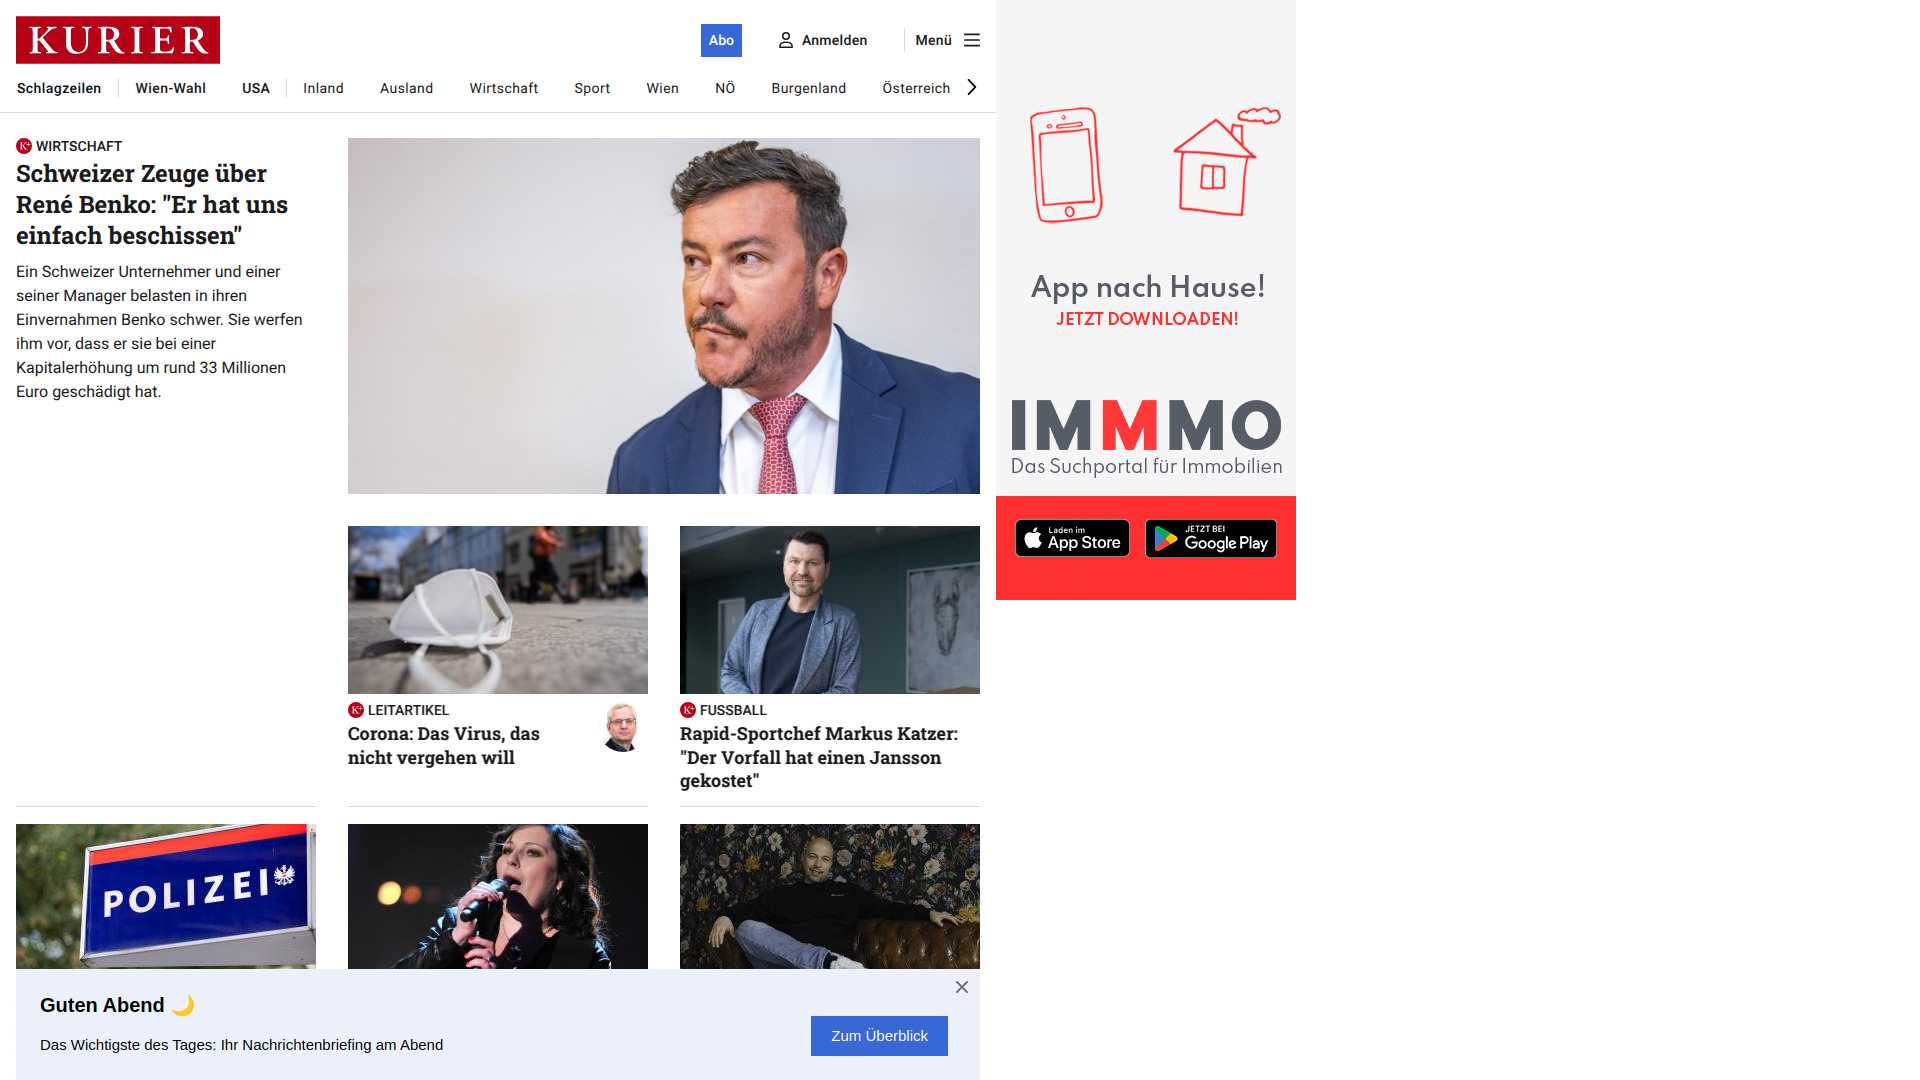 KURIER
Abo
Anmelden
Menü
Schlagzeilen
Wien-Wahl
USA
Inland
Ausland
Wirtschaft
Sport
Wien
NÖ
Burgenland
Österreich
K+ WIRTSCHAFT
Schweizer Zeuge über
René Benko: "Er hat uns
einfach beschissen"
Ein Schweizer Unternehmer und einer
seiner Manager belasten in ihren
Einvernahmen Benko schwer. Sie werfen
ihm vor, dass er sie bei einer
Kapitalerhöhung um rund 33 Millionen
Euro geschädigt hat.
K+ LEITARTIKEL
Corona: Das Virus, das
nicht vergehen will
K+ FUSSBALL
Rapid-Sportchef Markus Katzer:
"Der Vorfall hat einen Jansson
gekostet"
POLIZEI
Guten Abend 🌙
Das Wichtigste des Tages: Ihr Nachrichtenbriefing am Abend
Zum Überblick
App nach Hause!
JETZT DOWNLOADEN!
IMMMO
Das Suchportal für Immobilien
Laden im
App Store
JETZT BEI
Google Play